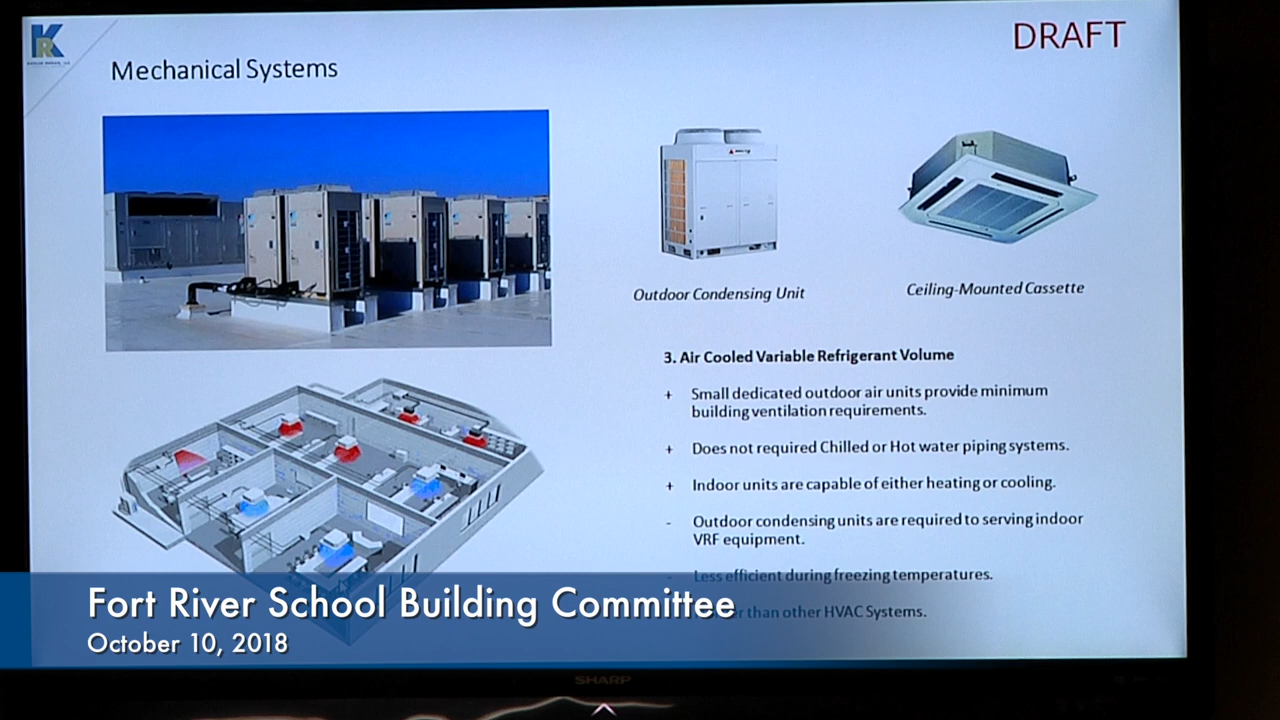 DRAFT
Mechanical Systems
Outdoor Condensing Unit
Ceiling-Mounted Cassette
3. Air Cooled Variable Refrigerant Volume
+ Small dedicated outdoor air units provide minimum
building ventilation requirements.
+ Does not required Chilled or Hot water piping systems.
+ Indoor units are capable of either heating or cooling.
- Outdoor condensing units are required to serving indoor
VRF equipment.
- Less efficient during freezing temperatures.
than other HVAC Systems.
Fort River School Building Committee
October 10, 2018
SHARP